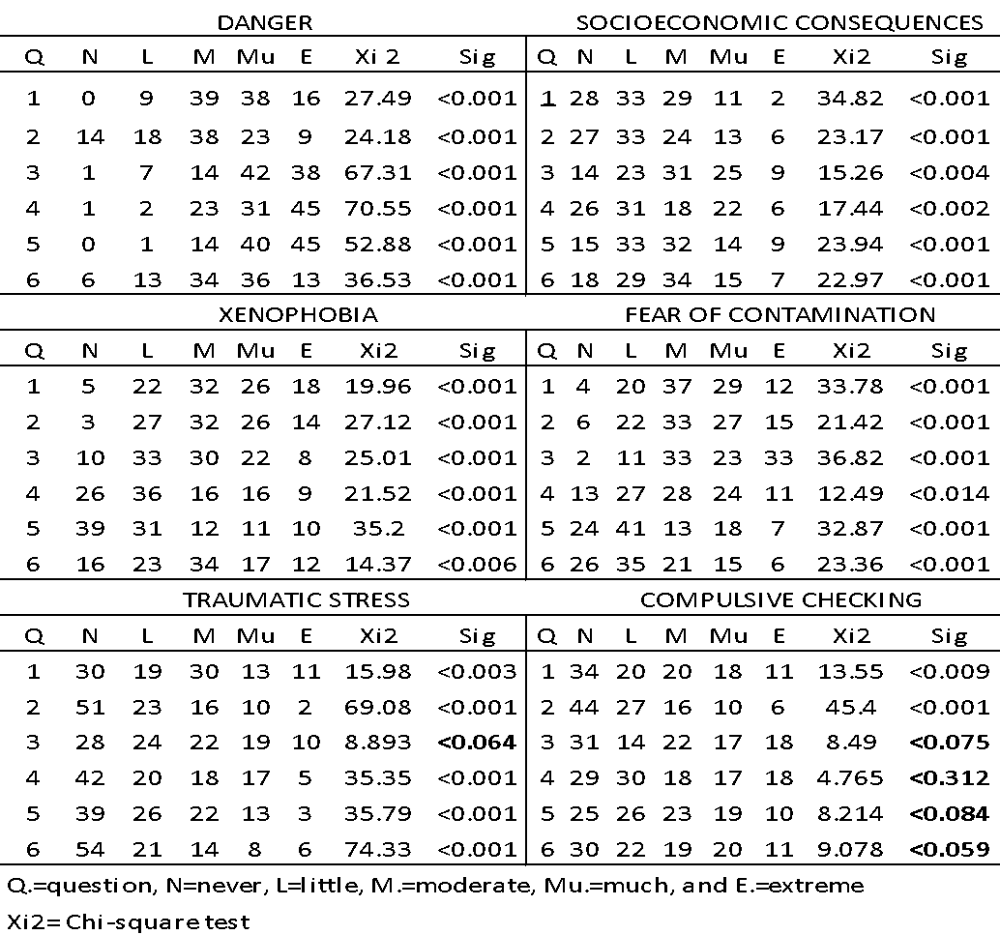 DANGER SOCIOECONOMIC CONSEQUENCES
Q N L M Mu E Xi 2 Sig Q N L M Mu E Xi2 Sig
1 0 9 39 38 16 27.49 <0.001 1 28 33 29 11 2 34.82 <0.001
2 14 18 38 23 9 24.18 <0.001 2 27 33 24 13 6 23.17 <0.001
3 1 7 14 42 38 67.31 <0.001 3 14 23 31 25 9 15.26 <0.004
4 1 2 23 31 45 70.55 <0.001 4 26 31 18 22 6 17.44 <0.002
5 0 1 14 40 45 52.88 <0.001 5 15 33 32 14 9 23.94 <0.001
6 6 13 34 36 13 36.53 <0.001 6 18 29 34 15 7 22.97 <0.001
XENOPHOBIA FEAR OF CONTAMINATION
Q N L M Mu E Xi2 Sig Q N L M Mu E Xi2 Sig
1 5 22 32 26 18 19.96 <0.001 1 4 20 37 29 12 33.78 <0.001
2 3 27 32 26 14 27.12 <0.001 2 6 22 33 27 15 21.42 <0.001
3 10 33 30 22 8 25.01 <0.001 3 2 11 33 23 33 36.82 <0.001
4 26 36 16 16 9 21.52 <0.001 4 13 27 28 24 11 12.49 <0.014
5 39 31 12 11 10 35.2 <0.001 5 24 41 13 18 7 32.87 <0.001
6 16 23 34 17 12 14.37 <0.006 6 26 35 21 15 6 23.36 <0.001
TRAUMATIC STRESS COMPULSIVE CHECKING
Q N L M Mu E Xi2 Sig Q N L M Mu E Xi2 Sig
1 30 19 30 13 11 15.98 <0.003 1 34 20 20 18 11 13.55 <0.009
2 51 23 16 10 2 69.08 <0.001 2 44 27 16 10 6 45.4 <0.001
3 28 24 22 19 10 8.893 <0.064 3 31 14 22 17 18 8.49 <0.075
4 42 20 18 17 5 35.35 <0.001 4 29 30 18 17 18 4.765 <0.312
5 39 26 22 13 3 35.79 <0.001 5 25 26 23 19 10 8.214 <0.084
6 54 21 14 8 6 74.33 <0.001 6 30 22 19 20 11 9.078 <0.059
Q.=question, N=never, L=little, M.=moderate, Mu.=much, and E.=extreme
Xi2= Chi-square test